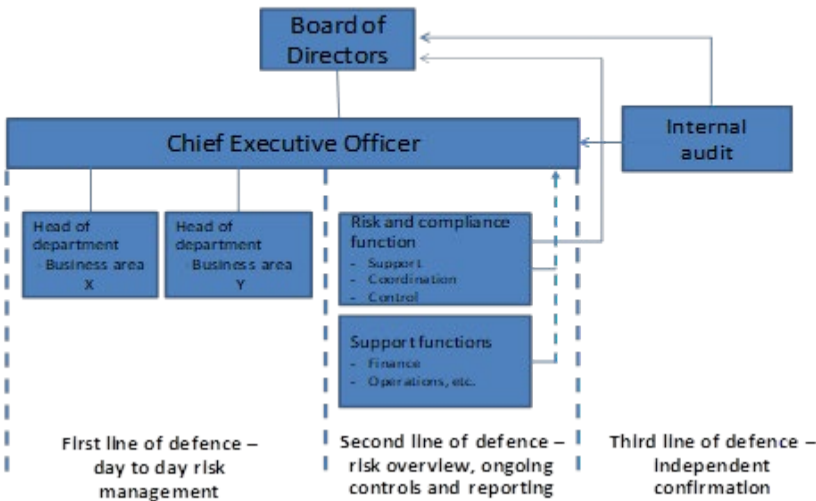 Board of
Directors
Chief Executive Officer
Internal
audit
Head of
department
- Business area
X
Head of
department
- Business area
Y
Risk and compliance
function
- Support
- Coordination
- Control
Support functions
- Finance
- Operations, etc.
First line of defence –
day to day risk
management
Second line of defence –
risk overview, ongoing
controls and reporting
Third line of defence –
independent
confirmation